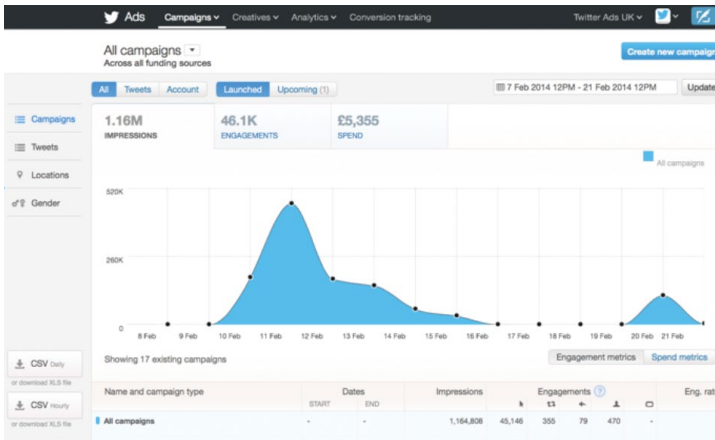 Ads Campaigns Creatives Analytics Conversion tracking Twitter Ads UK
All campaigns
Across all funding sources
Create new campaign
All Tweets Account Launched Upcoming (1) 7 Feb 2014 12PM - 21 Feb 2014 12PM Update
Campaigns
Tweets
Locations
Gender
1.16M 46.1K £5,355
IMPRESSIONS ENGAGEMENTS SPEND
All campaigns
520K
260K
0
8 Feb 9 Feb 10 Feb 11 Feb 12 Feb 13 Feb 14 Feb 15 Feb 16 Feb 17 Feb 18 Feb 19 Feb 20 Feb 21 Feb
Showing 17 existing campaigns Engagement metrics Spend metrics
CSV Daily
or download XLS file
CSV Hourly
or download XLS file
Name and campaign type Dates Impressions Engagements ? Eng. rat
START END
All campaigns - - 1,164,808 45,146 355 79 470 -